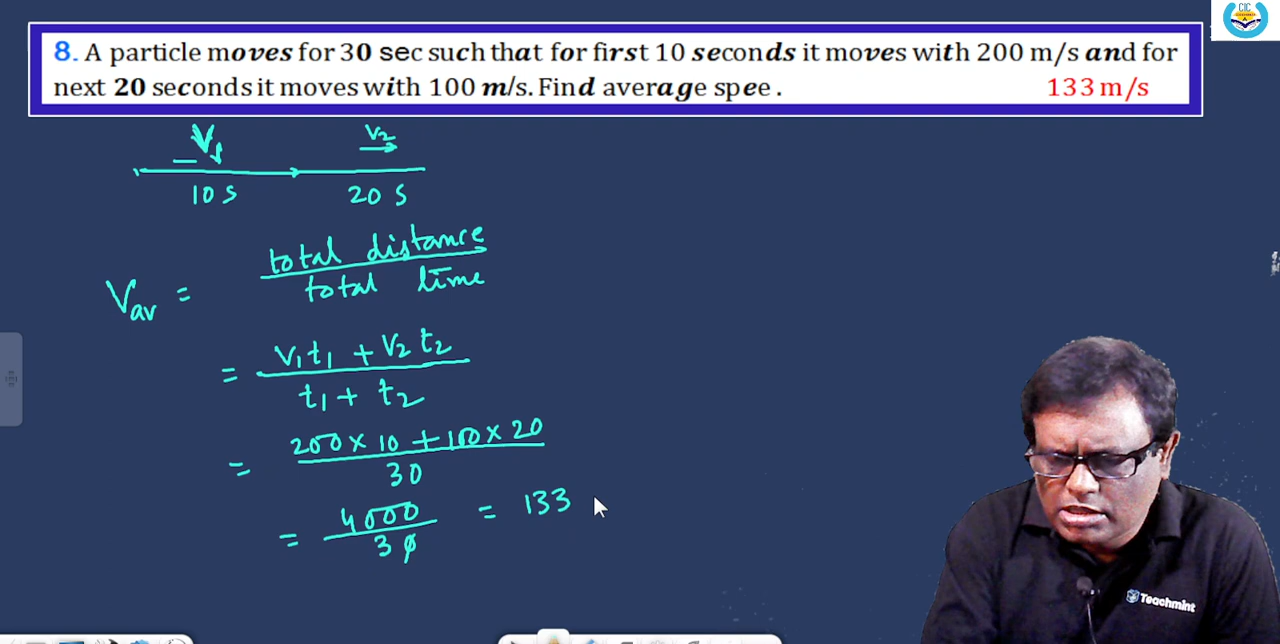 CIC
8. A particle moves for 30 sec such that for first 10 seconds it moves with 200 m/s and for
next 20 seconds it moves with 100 m/s. Find average spee .
133 m/s
V1
V2
10 S
20 S
Vav = total distance / total time
= V1t1 + V2t2 / t1 + t2
= 200 × 10 + 100 × 20 / 30
= 4000 / 30 = 133
Teachmint